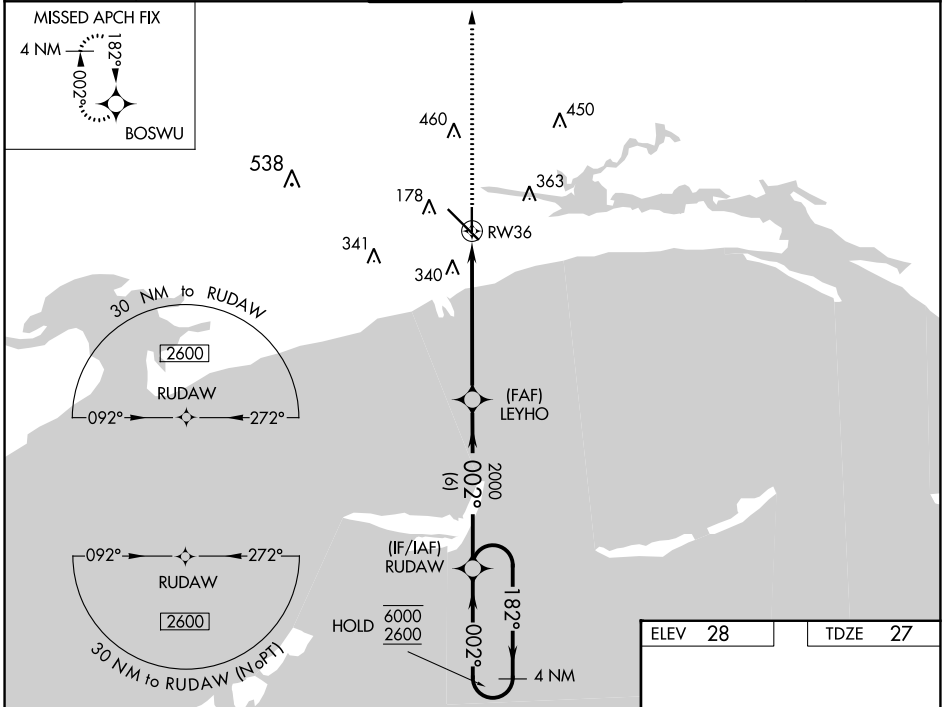 MISSED APCH FIX
4 NM
182°
002°
BOSWU
460
450
538
363
178
RW36
341
340
30 NM to RUDAW
2600
RUDAW
092°
272°
(FAF)
LEYHO
2000
002°
(6)
092°
272°
RUDAW
2600
30 NM to RUDAW (NoPT)
(IF/IAF)
RUDAW
182°
HOLD
6000
2600
002°
4 NM
ELEV 28
TDZE 27